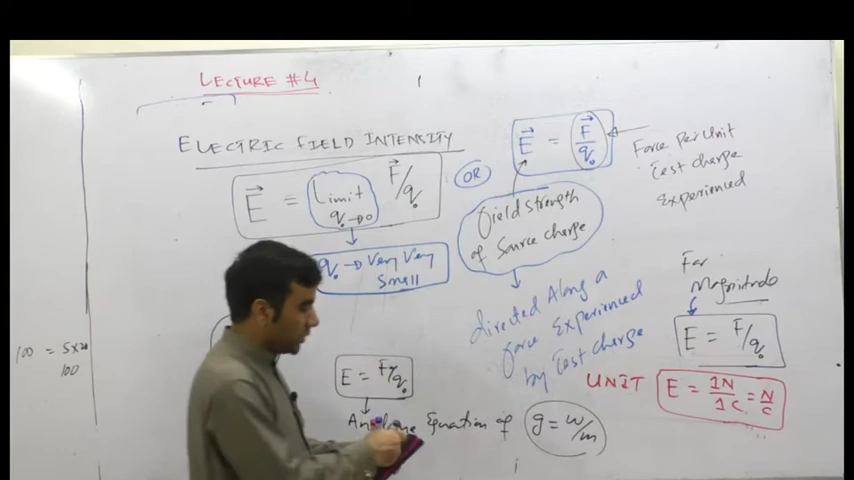 LECTURE #4
ELECTRIC FIELD INTENSITY
E⃗ = Limit F⃗/q₀
q₀→0
OR
E⃗ = F⃗/q₀
Force Per Unit
Test charge
Experienced
q₀ → Very Very
Small
Field Strength
of Source charge
directed Along a
force Experienced
by Test charge
For
Magnitude
E = F/q₀
UNIT E = 1N/1C = N/C
E = F/q₀
Equation of g = w/m
100 = 5x20
100